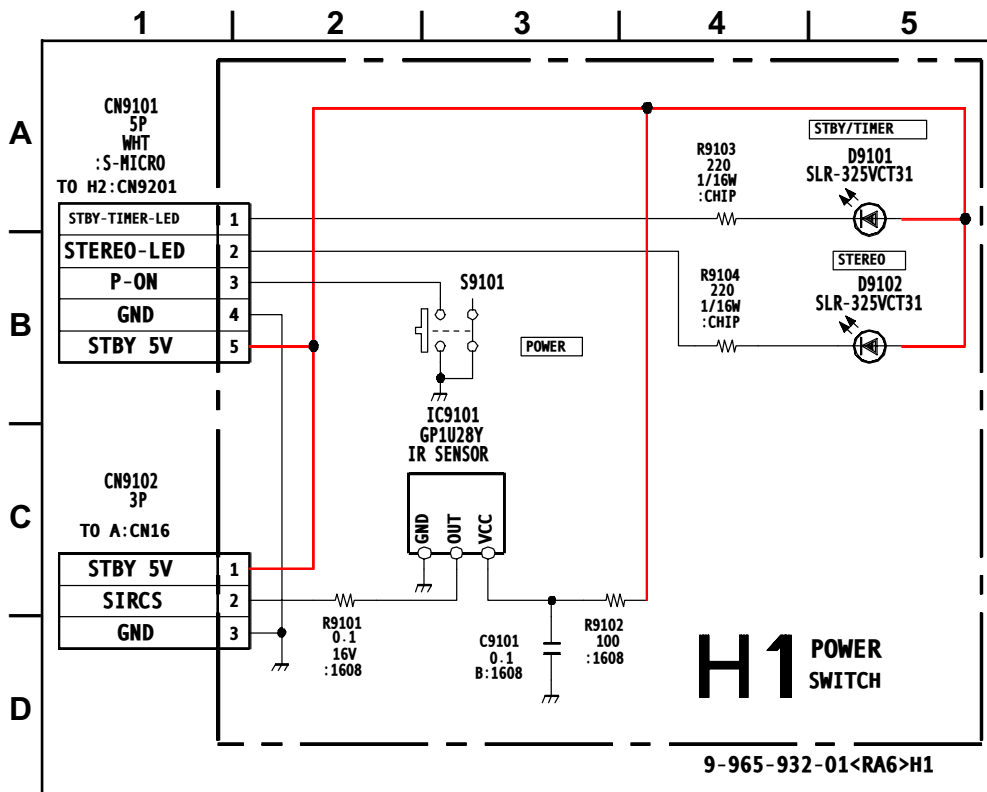 1 2 3 4 5
A
B
C
D
CN9101
5P
WHT
:S-MICRO
TO H2:CN9201
STBY-TIMER-LED 1
STEREO-LED 2
P-ON 3
GND 4
STBY 5V 5
S9101
POWER
R9103
220
1/16W
:CHIP
STBY/TIMER
D9101
SLR-325VCT31
R9104
220
1/16W
:CHIP
STEREO
D9102
SLR-325VCT31
IC9101
GP1U28Y
IR SENSOR
GND OUT VCC
CN9102
3P
TO A:CN16
STBY 5V 1
SIRCS 2
GND 3
R9101
0.1
16V
:1608
C9101
0.1
B:1608
R9102
100
:1608
H1 POWER
SWITCH
9-965-932-01<RA6>H1